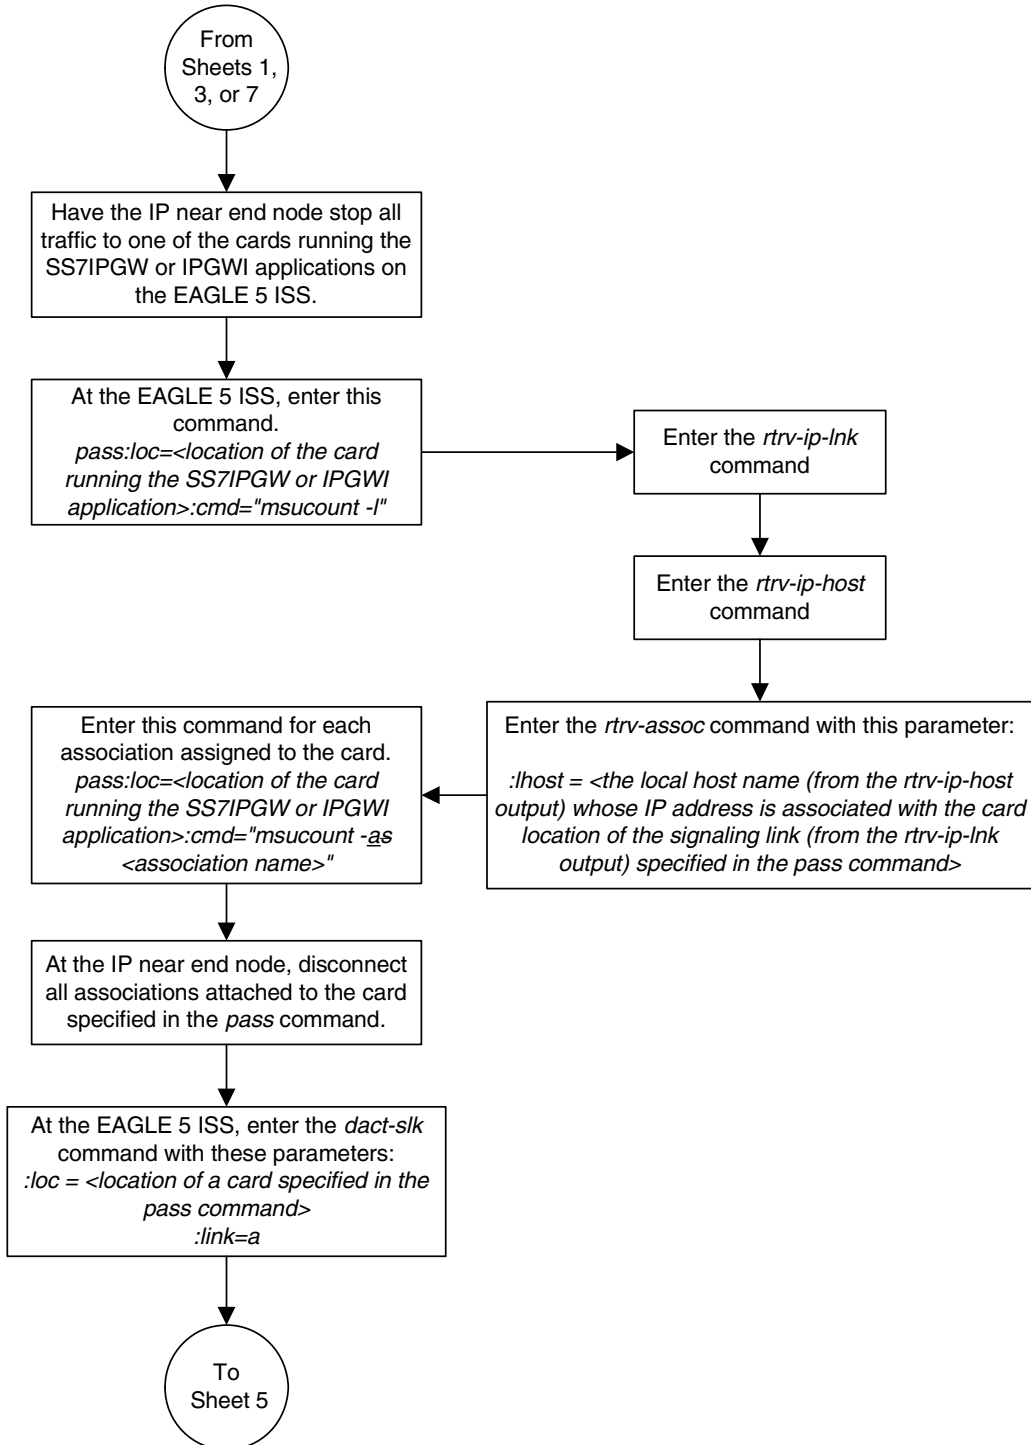 From
Sheets 1,
3, or 7
Have the IP near end node stop all
traffic to one of the cards running the
SS7IPGW or IPGWI applications on
the EAGLE 5 ISS.
At the EAGLE 5 ISS, enter this
command.
pass:loc=<location of the card
running the SS7IPGW or IPGWI
application>:cmd="msucount -l"
Enter the rtrv-ip-lnk
command
Enter the rtrv-ip-host
command
Enter the rtrv-assoc command with this parameter:
:lhost = <the local host name (from the rtrv-ip-host
output) whose IP address is associated with the card
location of the signaling link (from the rtrv-ip-lnk
output) specified in the pass command>
Enter this command for each
association assigned to the card.
pass:loc=<location of the card
running the SS7IPGW or IPGWI
application>:cmd="msucount -as
<association name>"
At the IP near end node, disconnect
all associations attached to the card
specified in the pass command.
At the EAGLE 5 ISS, enter the dact-slk
command with these parameters:
:loc = <location of a card specified in the
pass command>
:link=a
To
Sheet 5